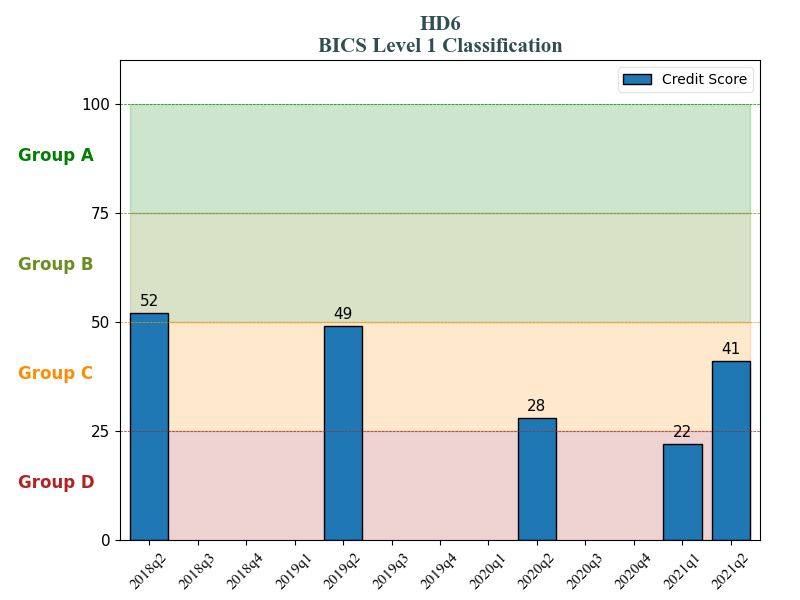 HD6
BICS Level 1 Classification
Credit Score
100
Group A
75
Group B
52
50
49
Group C
41
28
25
22
Group D
0
2018q2 2018q3 2018q4 2019q1 2019q2 2019q3 2019q4 2020q1 2020q2 2020q3 2020q4 2021q1 2021q2